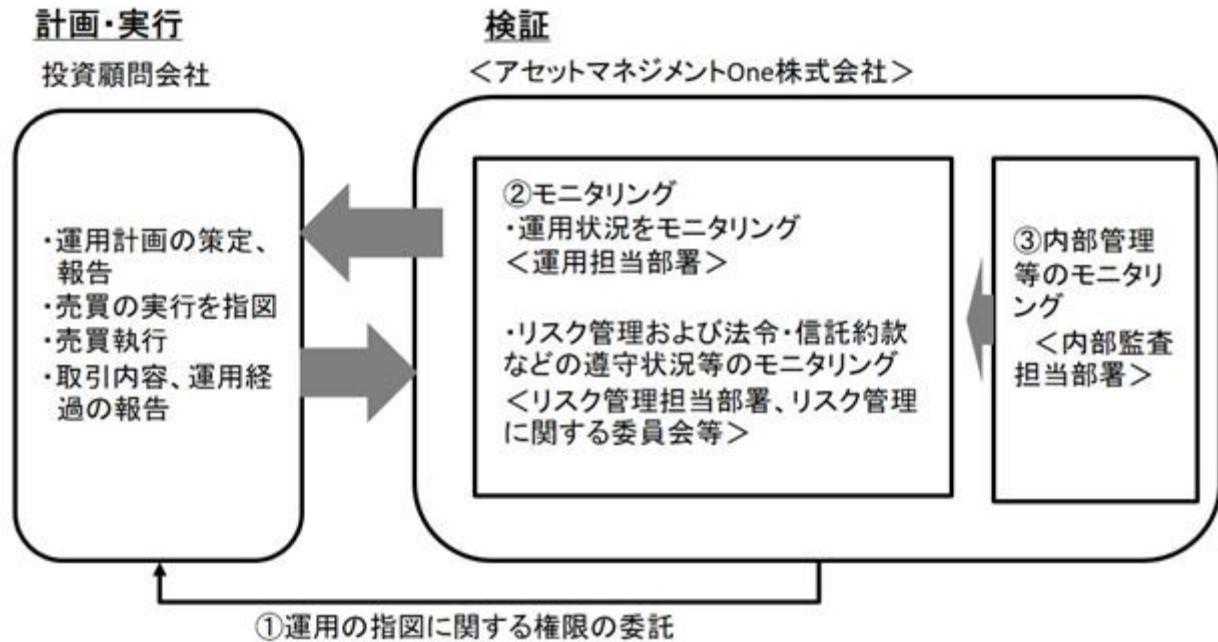 計画・実行
投資顧問会社
・運用計画の策定、
報告
・売買の実行を指図
・売買執行
・取引内容、運用経
過の報告
検証
＜アセットマネジメントOne株式会社＞
②モニタリング
・運用状況をモニタリング
＜運用担当部署＞
・リスク管理および法令・信託約款
などの遵守状況等のモニタリング
＜リスク管理担当部署、リスク管理
に関する委員会等＞
③内部管理
等のモニタリ
ング
＜内部監査
担当部署＞
①運用の指図に関する権限の委託